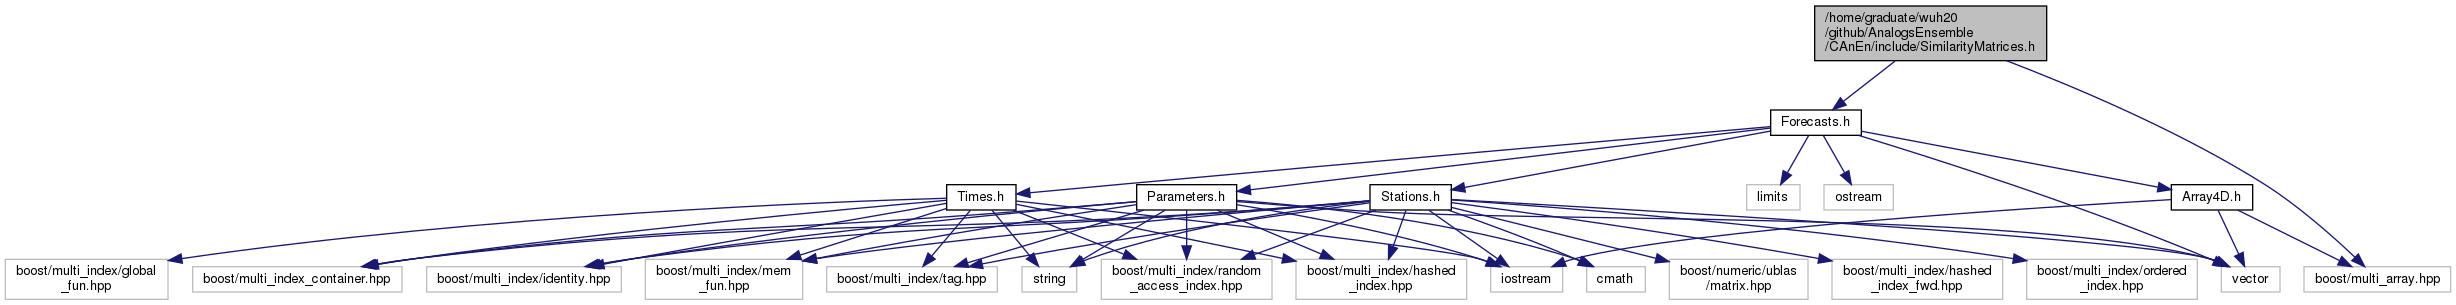 /home/graduate/wuh20
/github/AnalogsEnsemble
/CAnEn/include/SimilarityMatrices.h
Forecasts.h
Times.h
Parameters.h
Stations.h
limits
ostream
Array4D.h
boost/multi_index/global
_fun.hpp
boost/multi_index_container.hpp
boost/multi_index/identity.hpp
boost/multi_index/mem
_fun.hpp
boost/multi_index/tag.hpp
string
boost/multi_index/random
_access_index.hpp
boost/multi_index/hashed
_index.hpp
iostream
cmath
boost/numeric/ublas
/matrix.hpp
boost/multi_index/hashed
_index_fwd.hpp
boost/multi_index/ordered
_index.hpp
vector
boost/multi_array.hpp